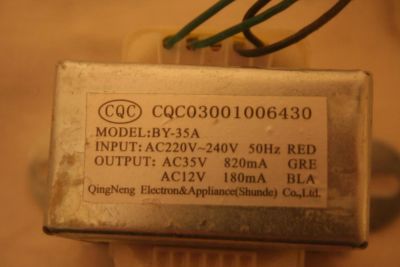 CQC CQC03001006430
MODEL:BY-35A
INPUT:AC220V~240V 50Hz RED
OUTPUT: AC35V 820mA GRE
AC12V 180mA BLA
QingNeng Electron&Appliance(Shunde) Co.,Ltd.